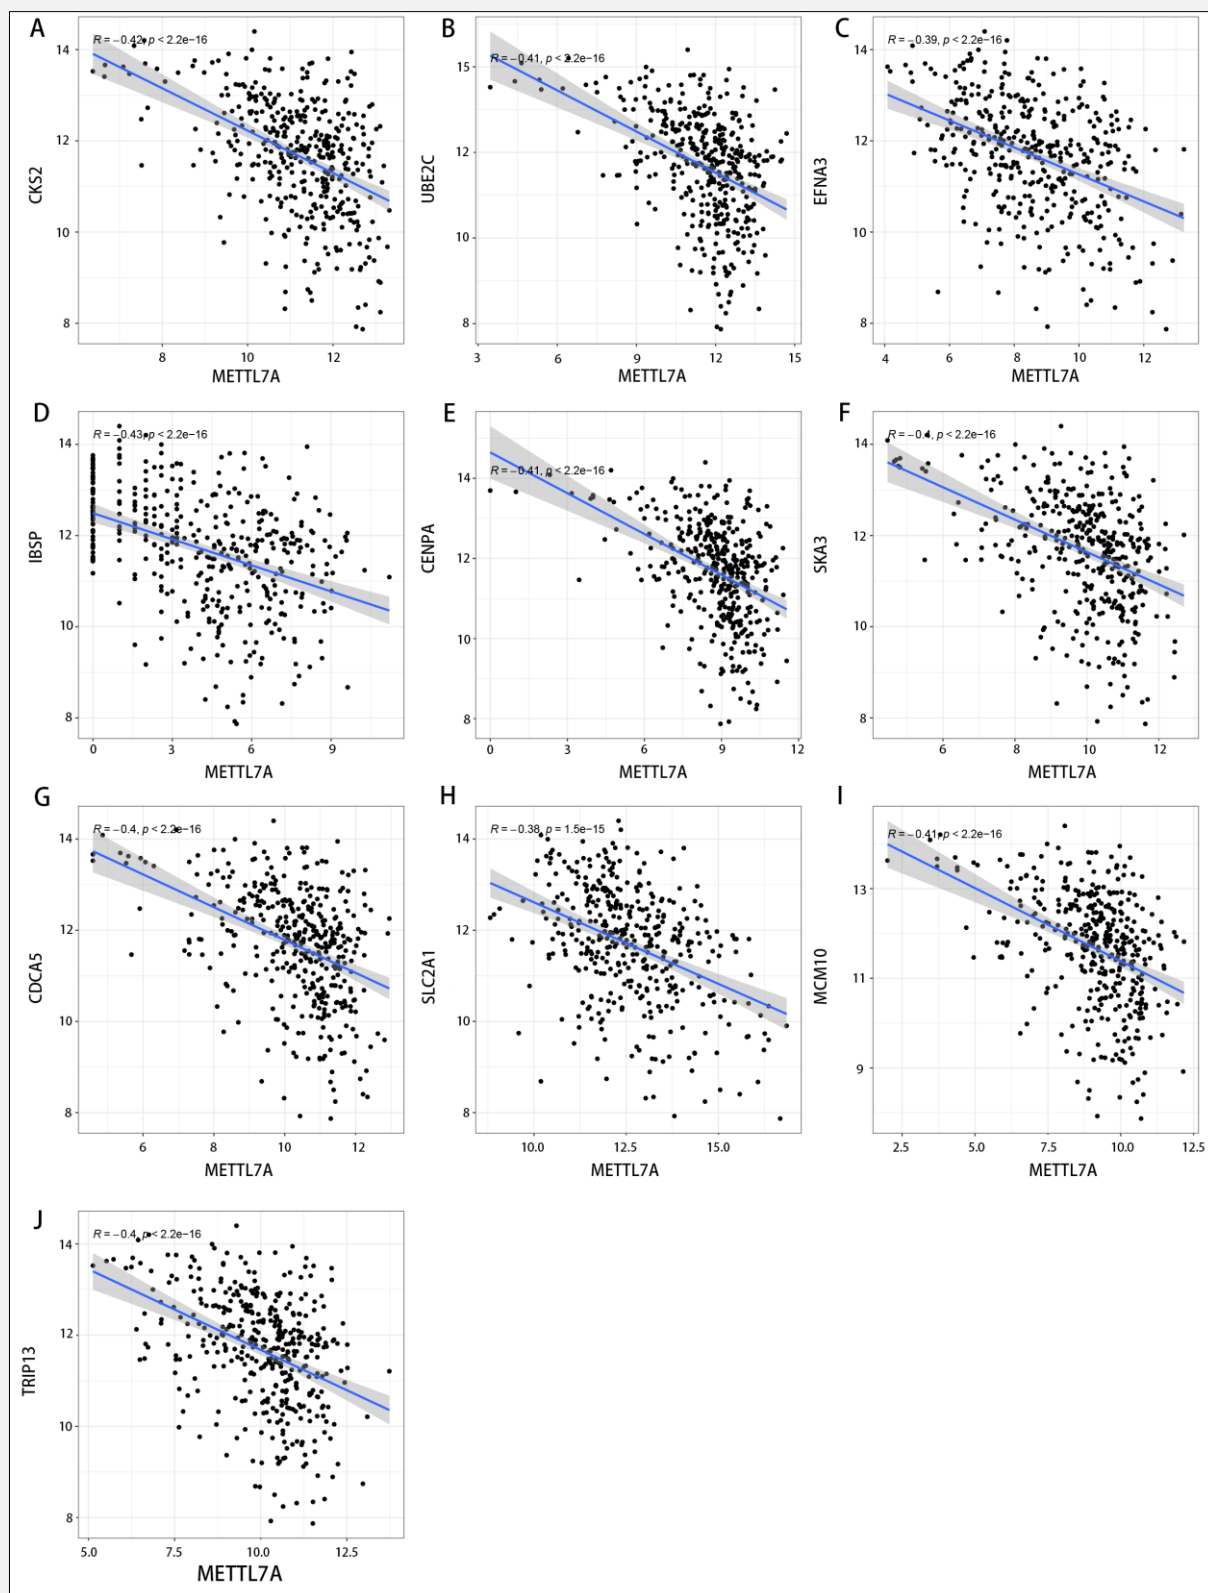 A
R = −0.42, p < 2.2e−16
CKS2
14
12
10
8
8
10
12
METTL7A
B
R = −0.41, p < 2.2e−16
UBE2C
15
12
10
8
3
6
9
12
15
METTL7A
C
R = −0.39, p < 2.2e−16
EFNA3
14
12
10
8
4
6
8
10
12
METTL7A
D
R = −0.43, p < 2.2e−16
IBSP
14
12
10
8
0
3
6
9
METTL7A
E
R = −0.41, p < 2.2e−16
CENPA
14
12
10
8
0
3
6
9
12
METTL7A
F
R = −0.4, p < 2.2e−16
SKA3
14
12
10
8
6
8
10
12
METTL7A
G
R = −0.4, p < 2.2e−16
CDCA5
14
12
10
8
6
8
10
12
METTL7A
H
R = −0.38, p = 1.5e−15
SLC2A1
14
12
10
8
10.0
12.5
15.0
METTL7A
I
R = −0.41, p < 2.2e−16
MCM10
13
11
9
2.5
5.0
7.5
10.0
12.5
METTL7A
J
R = −0.4, p < 2.2e−16
TRIP13
14
12
10
8
5.0
7.5
10.0
12.5
METTL7A